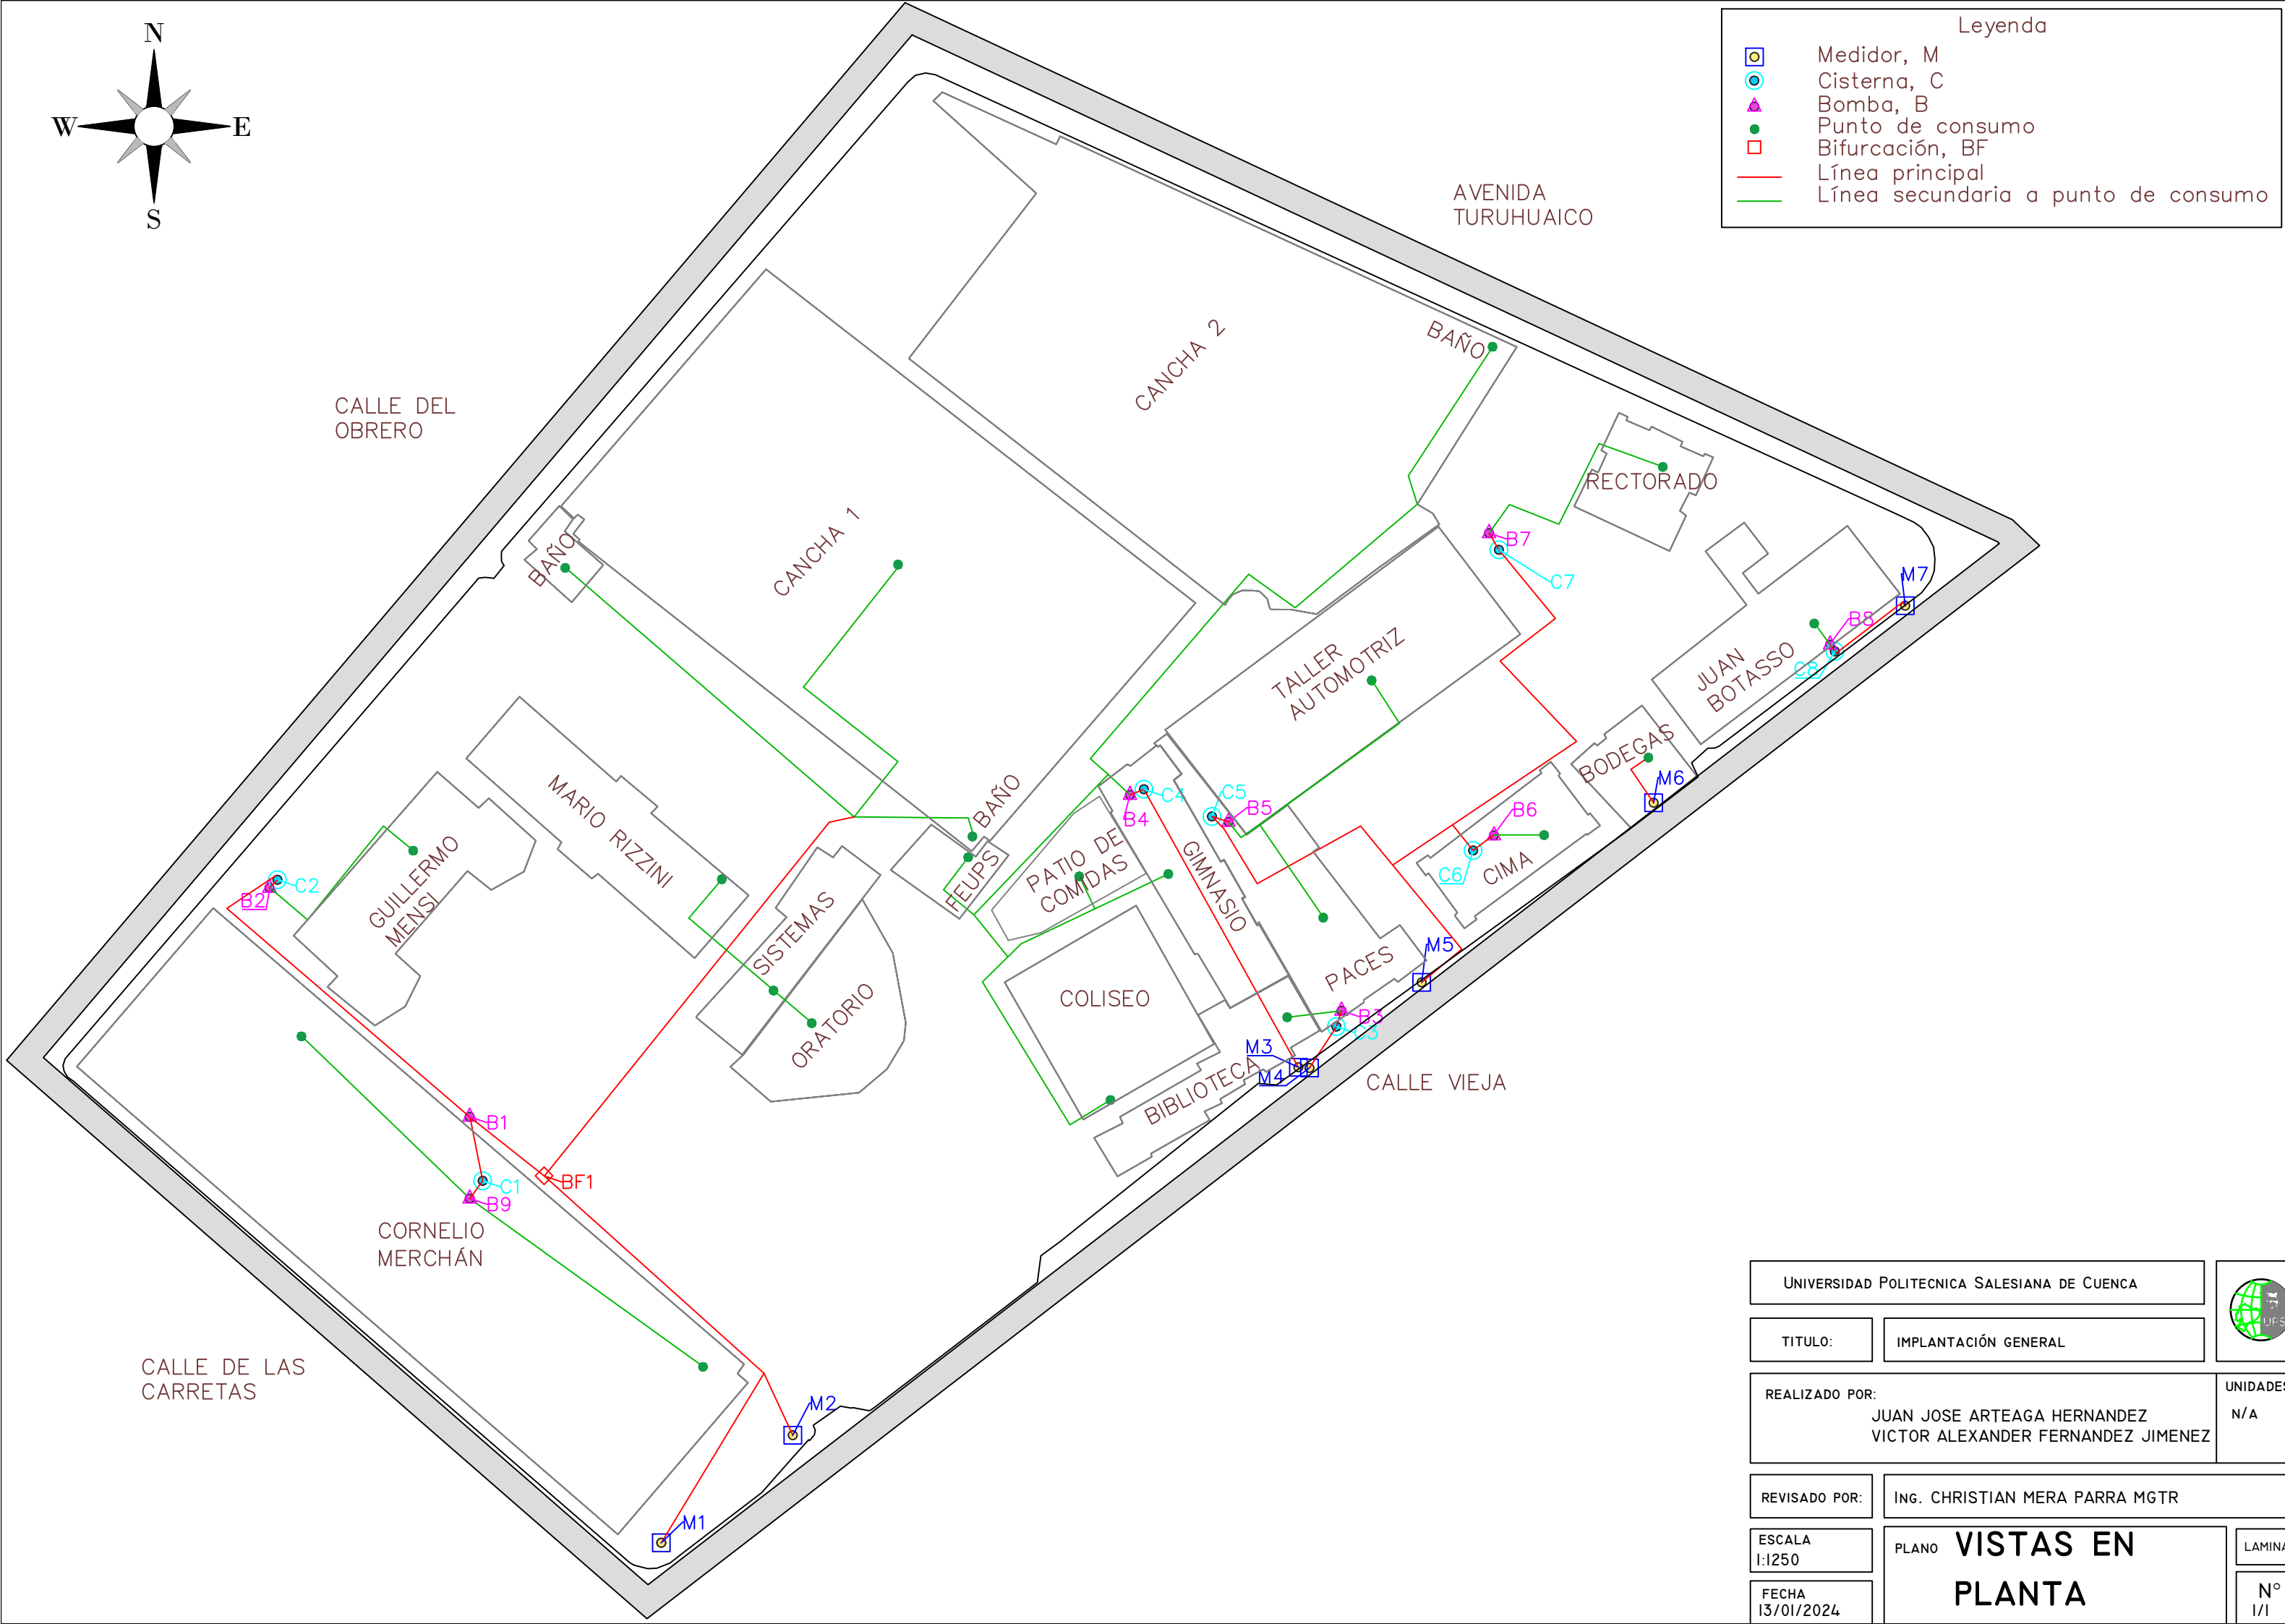 N
W
E
S
Leyenda
Medidor, M
Cisterna, C
Bomba, B
Punto de consumo
Bifurcación, BF
Línea principal
Línea secundaria a punto de consumo
AVENIDA
TURUHUAICO
CALLE DEL
OBRERO
CANCHA 2
BAÑO
RECTORADO
CANCHA 1
BAÑO
B7
C7
M7
B8
C8
JUAN
BOTASSO
TALLER
AUTOMOTRIZ
BODEGAS
M6
MARIO RIZZINI
BAÑO
C4
B4
C5
B5
B6
C6
CIMA
GUILLERMO
MENSI
C2
B2
FEUPS
PATIO DE
COMIDAS
GIMNASIO
SISTEMAS
ORATORIO
COLISEO
PACES
M5
B3
C3
M3
M4
BIBLIOTECA
CALLE VIEJA
B1
BF1
C1
B9
CORNELIO
MERCHÁN
CALLE DE LAS
CARRETAS
M2
M1
UNIVERSIDAD POLITECNICA SALESIANA DE CUENCA
UPS
TITULO:
IMPLANTACIÓN GENERAL
REALIZADO POR:
JUAN JOSE ARTEAGA HERNANDEZ
VICTOR ALEXANDER FERNANDEZ JIMENEZ
UNIDADES
N/A
REVISADO POR:
ING. CHRISTIAN MERA PARRA MGTR
ESCALA
1:1250
PLANO VISTAS EN
PLANTA
LAMINA
FECHA
13/01/2024
N°
1/1